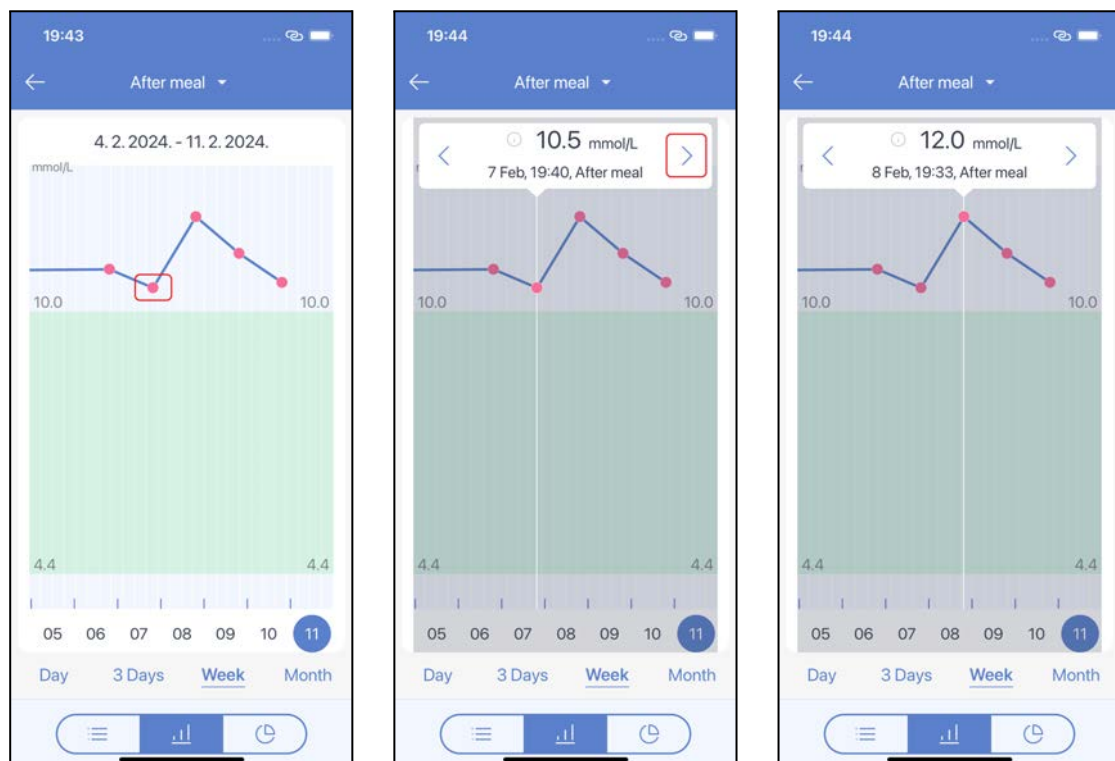 19:43
After meal
4. 2. 2024. - 11. 2. 2024.
mmol/L
10.0 10.0
4.4 4.4
05 06 07 08 09 10 11
Day 3 Days Week Month
19:44
After meal
10.5 mmol/L
7 Feb, 19:40, After meal
10.0 10.0
4.4 4.4
05 06 07 08 09 10 11
Day 3 Days Week Month
19:44
After meal
12.0 mmol/L
8 Feb, 19:33, After meal
10.0 10.0
4.4 4.4
05 06 07 08 09 10 11
Day 3 Days Week Month